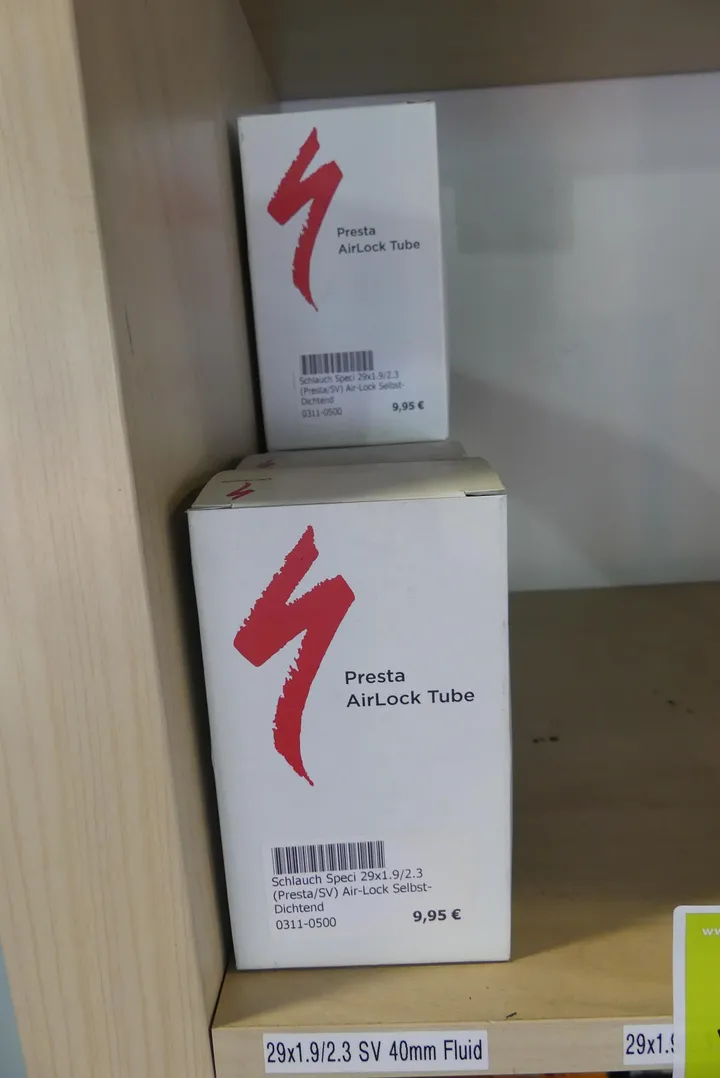 Presta
AirLock Tube
Schlauch Speci 29x1.9/2.3
(Presta/SV) Air-Lock Selbst-
Dichtend
0311-0500 9,95 €
Presta
AirLock Tube
Schlauch Speci 29x1.9/2.3
(Presta/SV) Air-Lock Selbst-
Dichtend
0311-0500 9,95 €
29x1.9/2.3 SV 40mm Fluid